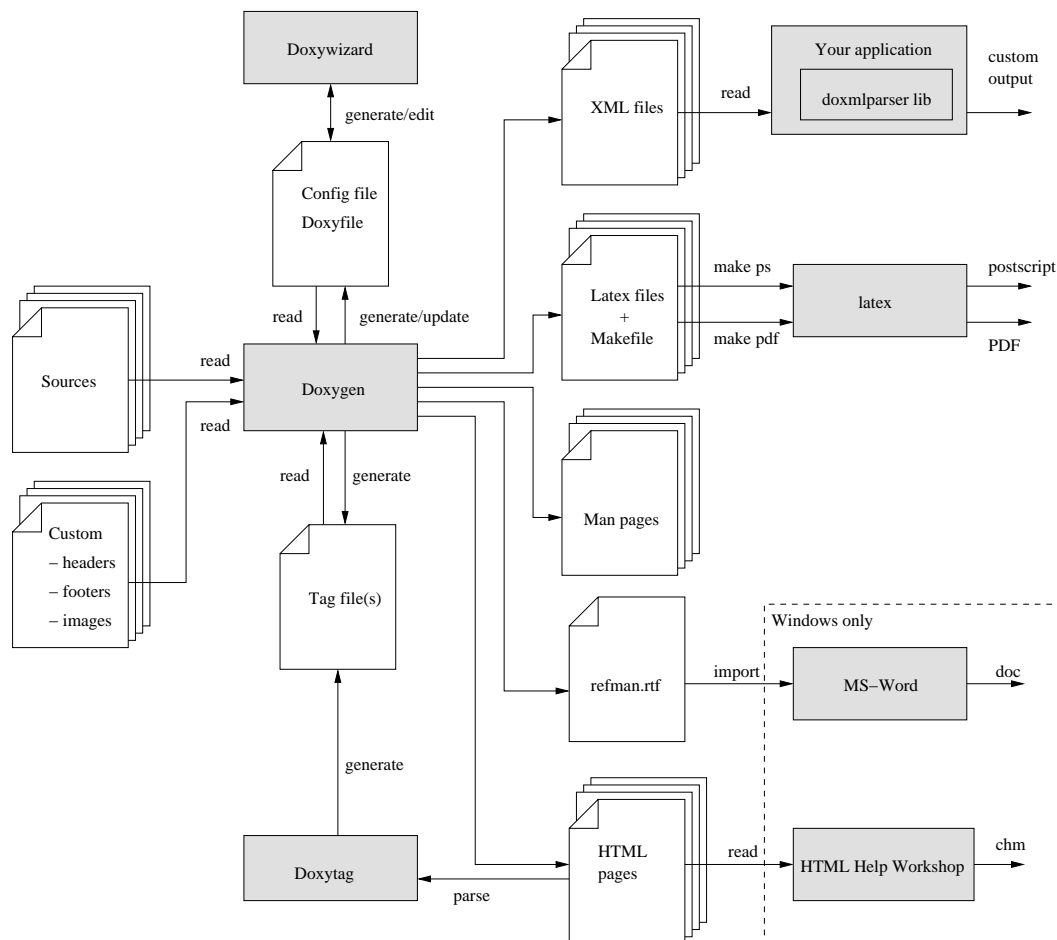 Doxywizard
generate/edit
Config file
Doxyfile
read
generate/update
Sources
read
Doxygen
read
Custom
– headers
– footers
– images
read
generate
Tag file(s)
generate
Doxytag
parse
XML files
read
Your application
doxmlparser lib
custom
output
Latex files
+
Makefile
make ps
make pdf
latex
postscript
PDF
Man pages
Windows only
refman.rtf
import
MS–Word
doc
HTML
pages
read
HTML Help Workshop
chm